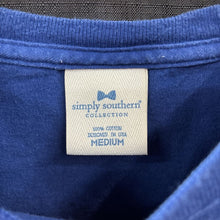 simply southern®
COLLECTION
100% COTTON
DESIGNED IN USA
MEDIUM